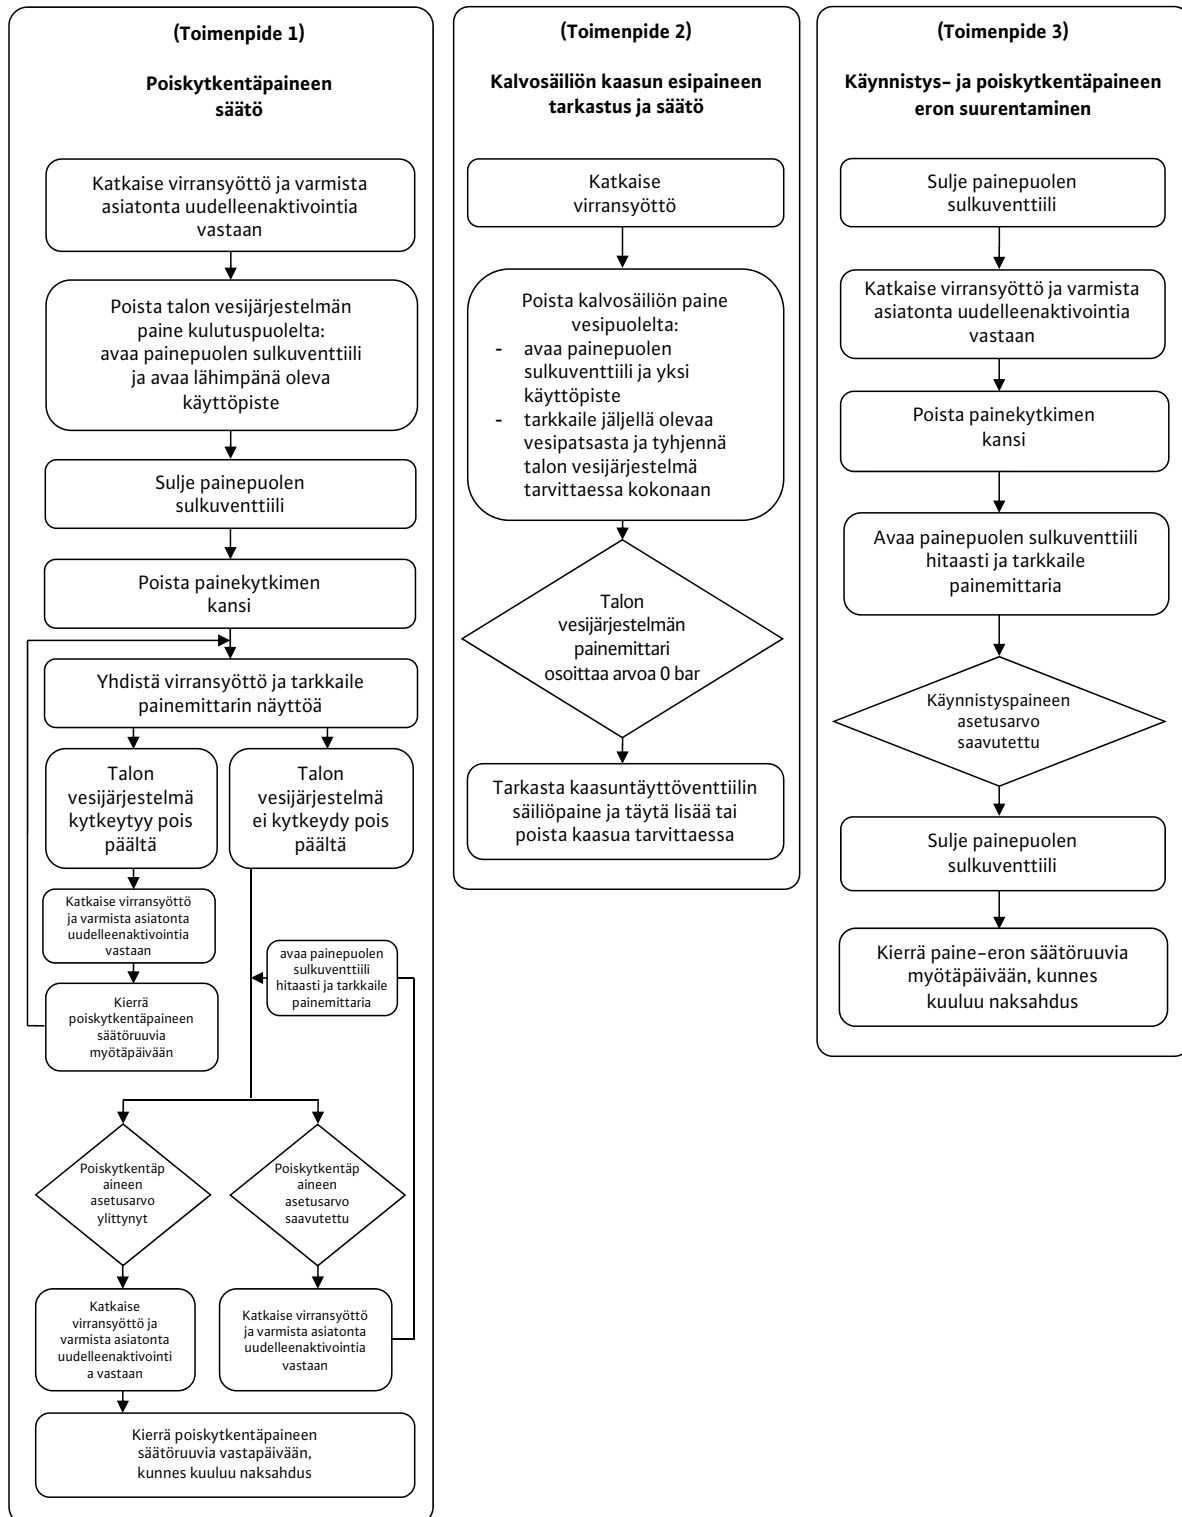 (Toimenpide 1)
Poiskytkentäpaineen
säätö
Katkaise virransyöttö ja varmista
asiatonta uudelleenaktivointia
vastaan
Poista talon vesijärjestelmän
paine kulutuspuolelta:
avaa painepuolen sulkuventtiili
ja avaa lähimpänä oleva
käyttöpiste
Sulje painepuolen
sulkuventtiili
Poista painekytkimen
kansi
Yhdistä virransyöttö ja tarkkaile
painemittarin näyttöä
Talon
vesijärjestelmä
kytkeytyy pois
päältä
Talon
vesijärjestelmä
ei kytkeydy pois
päältä
Katkaise virransyöttö
ja varmista asiatonta
uudelleenaktivointia
vastaan
avaa painepuolen
sulkuventtiili
hitaasti ja tarkkaile
painemittaria
Kierrä
poiskytkentäpaineen
säätöruuvia
myötäpäivään
Poiskytkentäp
aineen
asetusarvo
ylittynyt
Poiskytkentäp
aineen
asetusarvo
saavutettu
Katkaise
virransyöttö ja
varmista asiatonta
uudelleenaktivointi
a vastaan
Katkaise virransyöttö
ja varmista asiatonta
uudelleenaktivointia
vastaan
Kierrä poiskytkentäpaineen
säätöruuvia vastapäivään,
kunnes kuuluu naksahdus
(Toimenpide 2)
Kalvosäiliön kaasun esipaineen
tarkastus ja säätö
Katkaise
virransyöttö
Poista kalvosäiliön paine
vesipuolelta:
- avaa painepuolen
sulkuventtiili ja yksi
käyttöpiste
- tarkkaile jäljellä olevaa
vesipatsasta ja tyhjennä
talon vesijärjestelmä
tarvittaessa kokonaan
Talon
vesijärjestelmän
painemittari
osoittaa arvoa 0 bar
Tarkasta kaasuntäyttöventtiilin
säiliöpaine ja täytä lisää tai
poista kaasua tarvittaessa
(Toimenpide 3)
Käynnistys- ja poiskytkentäpaineen
eron suurentaminen
Sulje painepuolen
sulkuventtiili
Katkaise virransyöttö ja varmista
asiatonta uudelleenaktivointia
vastaan
Poista painekytkimen
kansi
Avaa painepuolen sulkuventtiili
hitaasti ja tarkkaile
painemittaria
Käynnistyspaineen
asetusarvo
saavutettu
Sulje painepuolen
sulkuventtiili
Kierrä paine-eron säätöruuvia
myötäpäivään, kunnes
kuuluu naksahdus